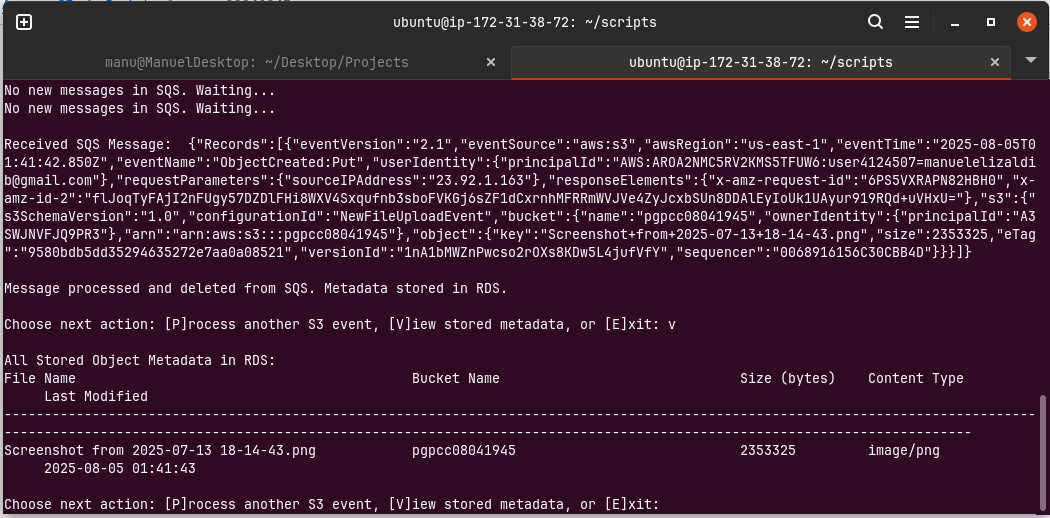 ubuntu@ip-172-31-38-72: ~/scripts
manu@ManuelDesktop: ~/Desktop/Projects
ubuntu@ip-172-31-38-72: ~/scripts
No new messages in SQS. Waiting...
No new messages in SQS. Waiting...
Received SQS Message:  {"Records":[{"eventVersion":"2.1","eventSource":"aws:s3","awsRegion":"us-east-1","eventTime":"2025-08-05T0
1:41:42.850Z","eventName":"ObjectCreated:Put","userIdentity":{"principalId":"AWS:AROA2NMC5RV2KMS5TFUW6:user4124507=manuelelizaldi
b@gmail.com"},"requestParameters":{"sourceIPAddress":"23.92.1.163"},"responseElements":{"x-amz-request-id":"6PS5VXRAPN82HBH0","x-
amz-id-2":"flJoqTyFAjI2nFUgy57DZDlFHi8WXV4Sxqufnb3sboFVKGj6sZF1dCxrnhMFRRmWVJVe4ZyJcxbSUn8DDAlEyIoUk1UAyur919RQd+uVHxU="},"s3":{"
s3SchemaVersion":"1.0","configurationId":"NewFileUploadEvent","bucket":{"name":"pgpcc08041945","ownerIdentity":{"principalId":"A3
SWJNVFJQ9PR3"},"arn":"arn:aws:s3:::pgpcc08041945"},"object":{"key":"Screenshot+from+2025-07-13+18-14-43.png","size":2353325,"eTag
":"9580bdb5dd35294635272e7aa0a08521","versionId":"1nA1bMWZnPwcso2rOXs8KDw5L4jufVfY","sequencer":"0068916156C30CBB4D"}}}]}
Message processed and deleted from SQS. Metadata stored in RDS.
Choose next action: [P]rocess another S3 event, [V]iew stored metadata, or [E]xit: v
All Stored Object Metadata in RDS:
File Name Bucket Name Size (bytes) Content Type
Last Modified
---------------------------------------------------------------------------------------------------------------------------------
-------------------------------------------------------------------------------------------------------------------------
Screenshot from 2025-07-13 18-14-43.png pgpcc08041945 2353325 image/png
2025-08-05 01:41:43
Choose next action: [P]rocess another S3 event, [V]iew stored metadata, or [E]xit: